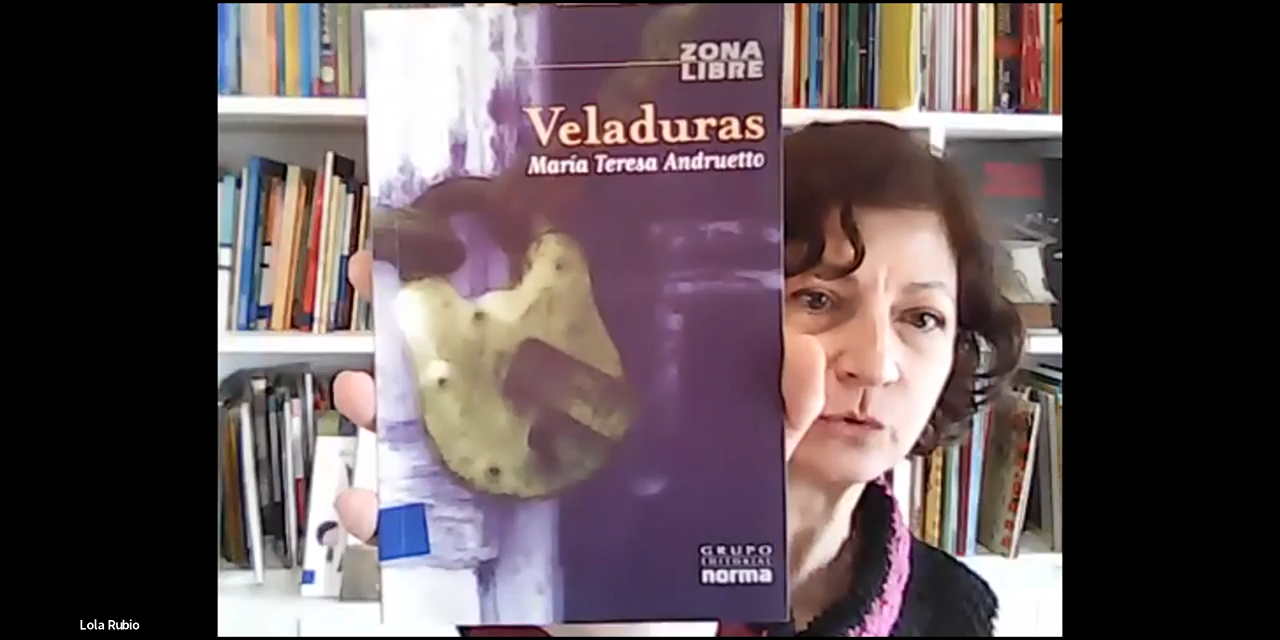 ZONA
LIBRE
Veladuras
María Teresa Andruetto
GRUPO
EDITORIAL
norma
Lola Rubio